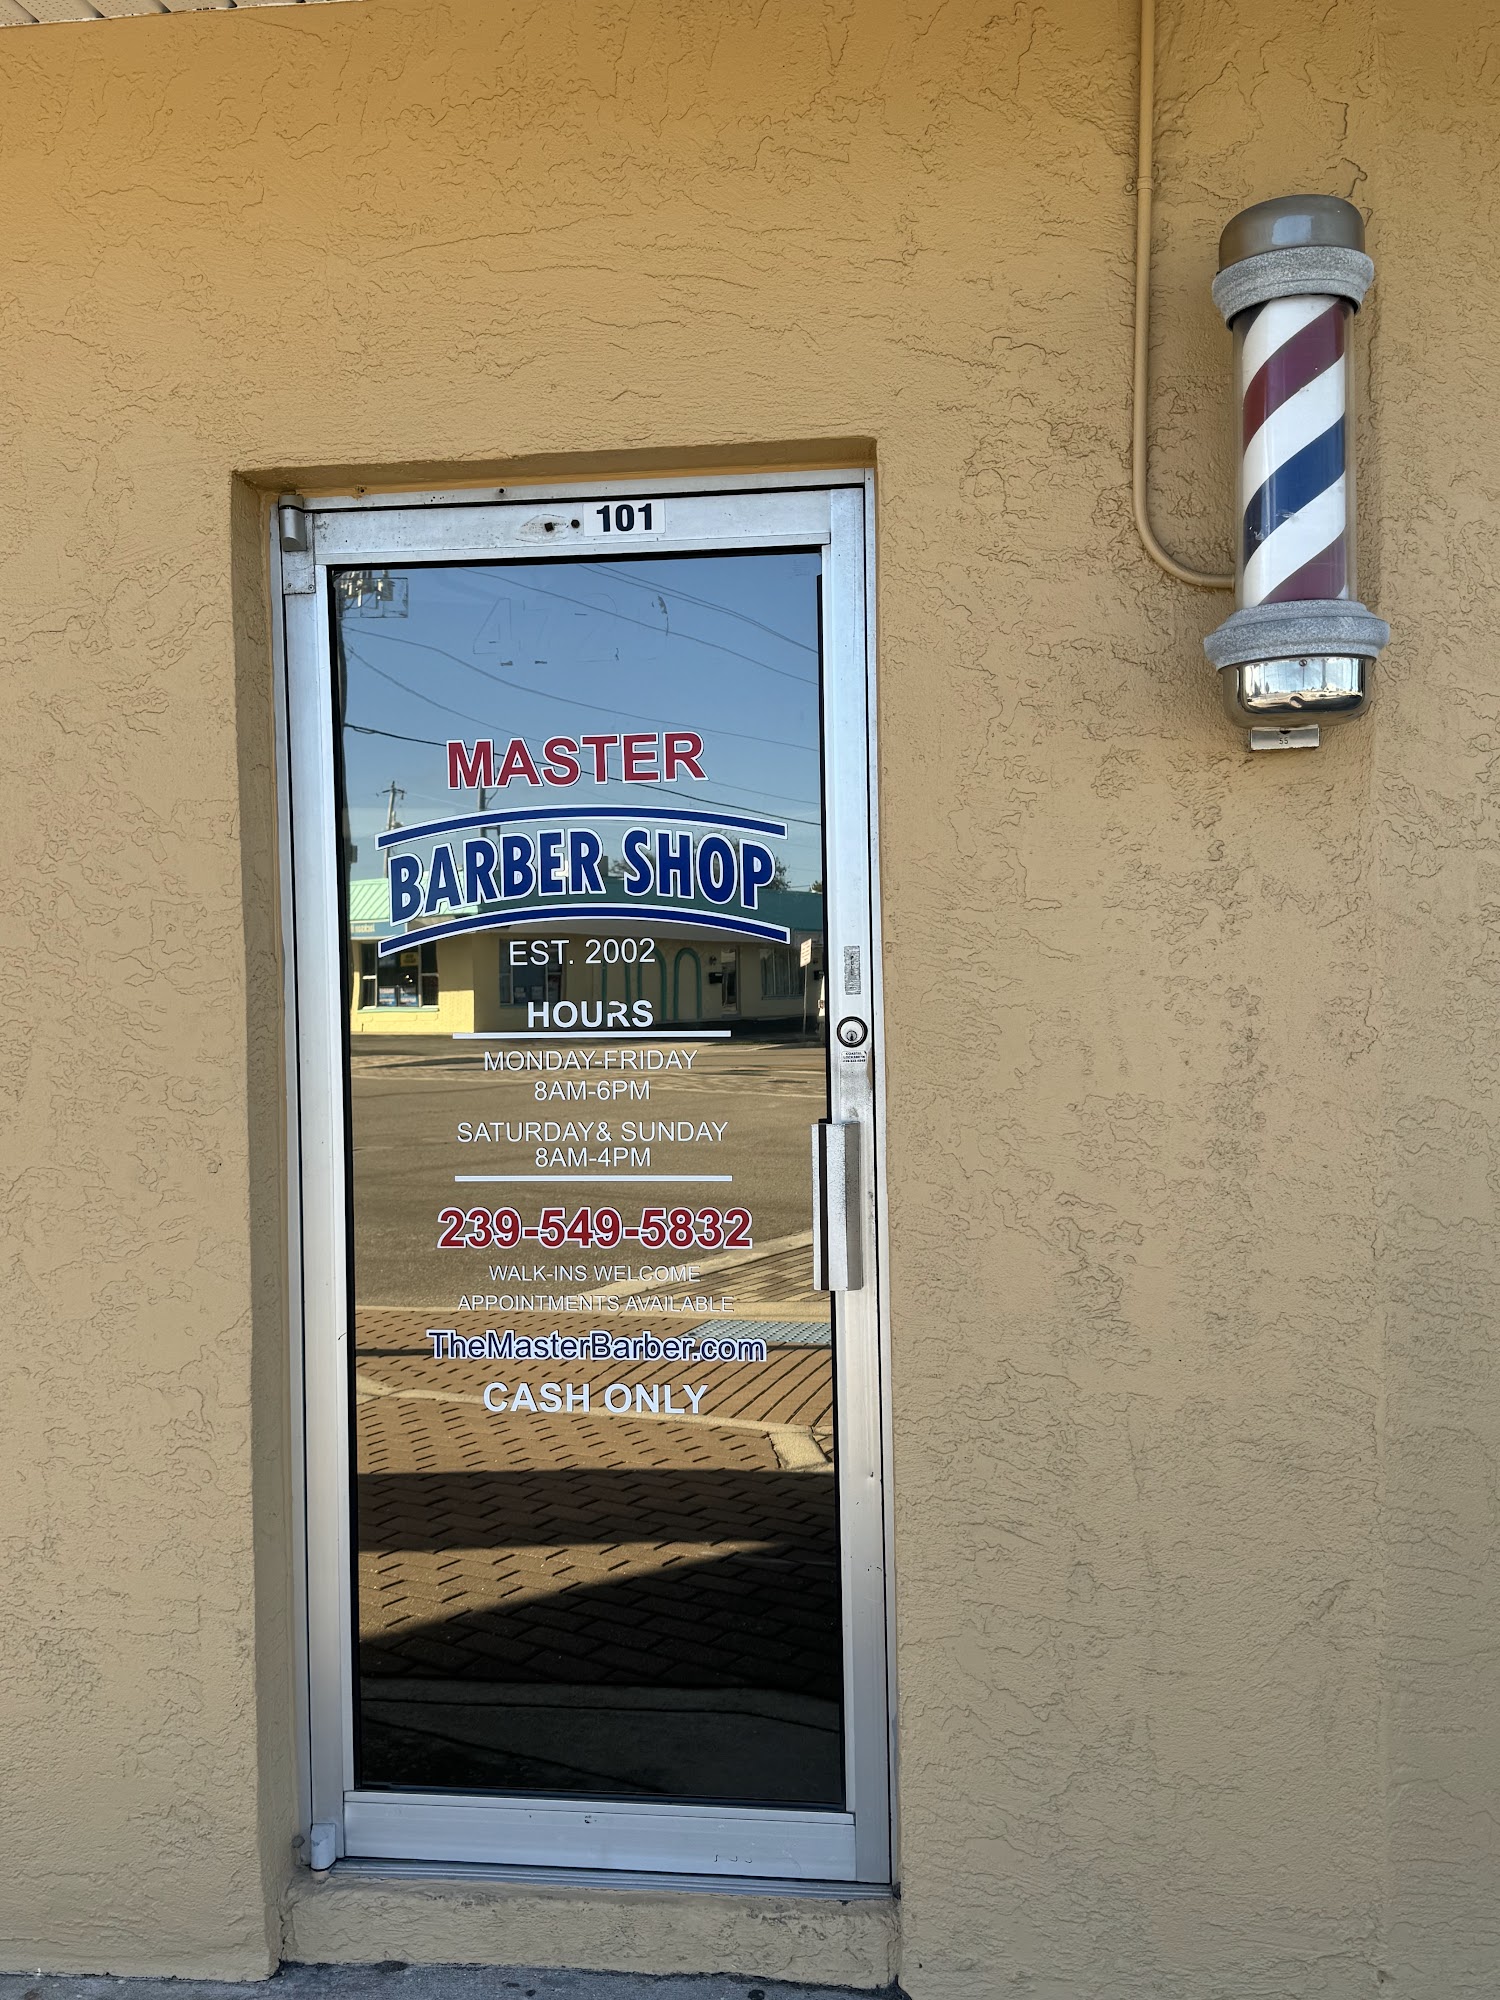 101
MASTER
BARBER SHOP
EST. 2002
HOURS
MONDAY-FRIDAY
8AM-6PM
SATURDAY& SUNDAY
8AM-4PM
239-549-5832
WALK-INS WELCOME
APPOINTMENTS AVAILABLE
TheMasterBarber.com
CASH ONLY
55